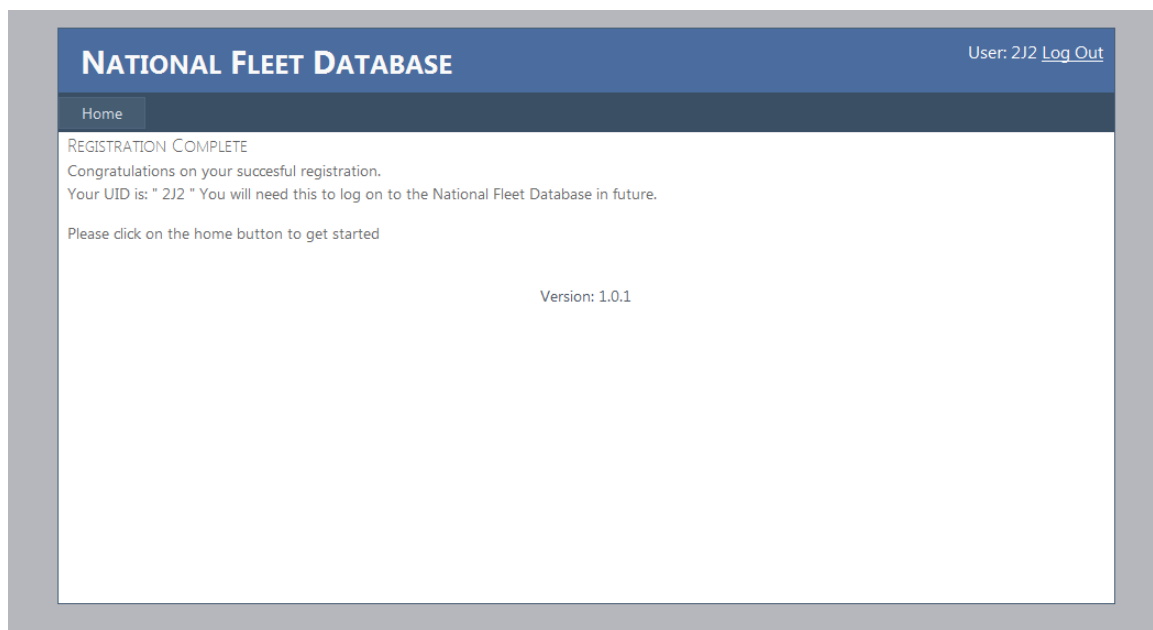 NATIONAL FLEET DATABASE
User: 2J2 Log Out
Home
REGISTRATION COMPLETE
Congratulations on your succesful registration.
Your UID is: " 2J2 " You will need this to log on to the National Fleet Database in future.
Please click on the home button to get started
Version: 1.0.1